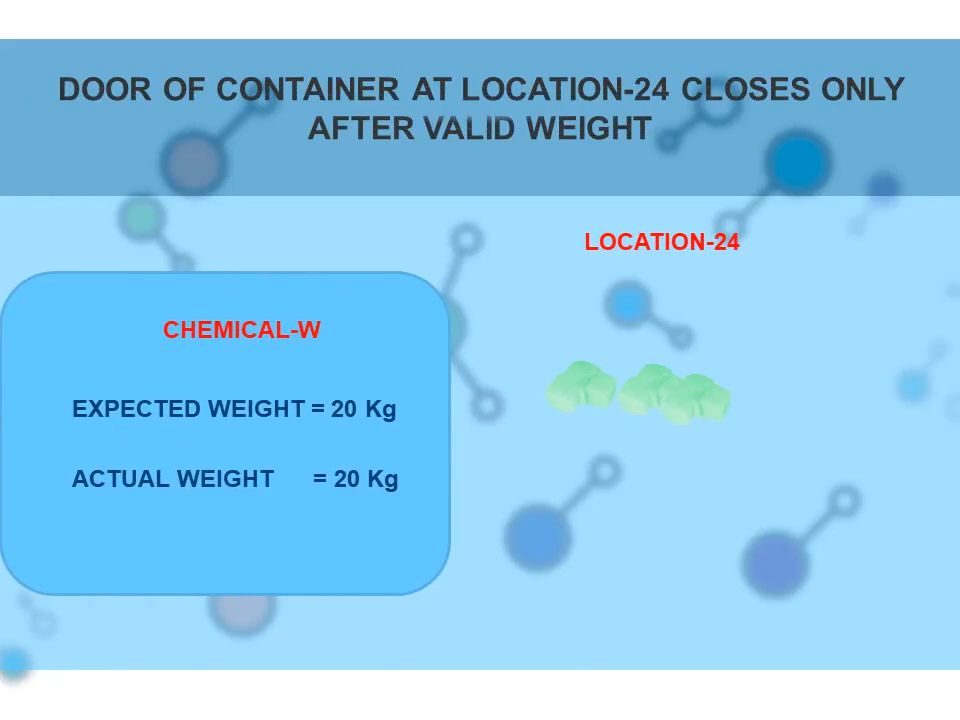 DOOR OF CONTAINER AT LOCATION-24 CLOSES ONLY
AFTER VALID WEIGHT
LOCATION-24
CHEMICAL-W
EXPECTED WEIGHT = 20 Kg
ACTUAL WEIGHT = 20 Kg